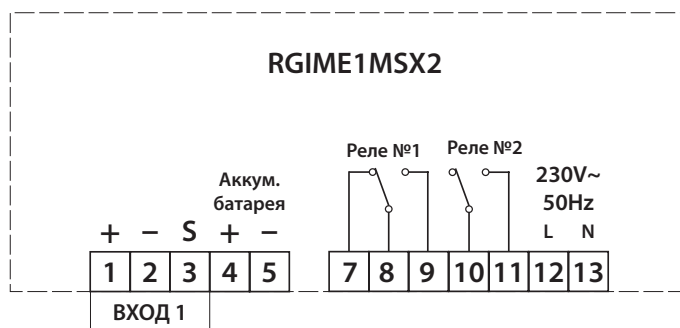 RGIME1MSX2
Реле №1 Реле №2
Аккум.
батарея
230V~
50Hz
+ − S + − L N
1 2 3 4 5 7 8 9 10 11 12 13
ВХОД 1